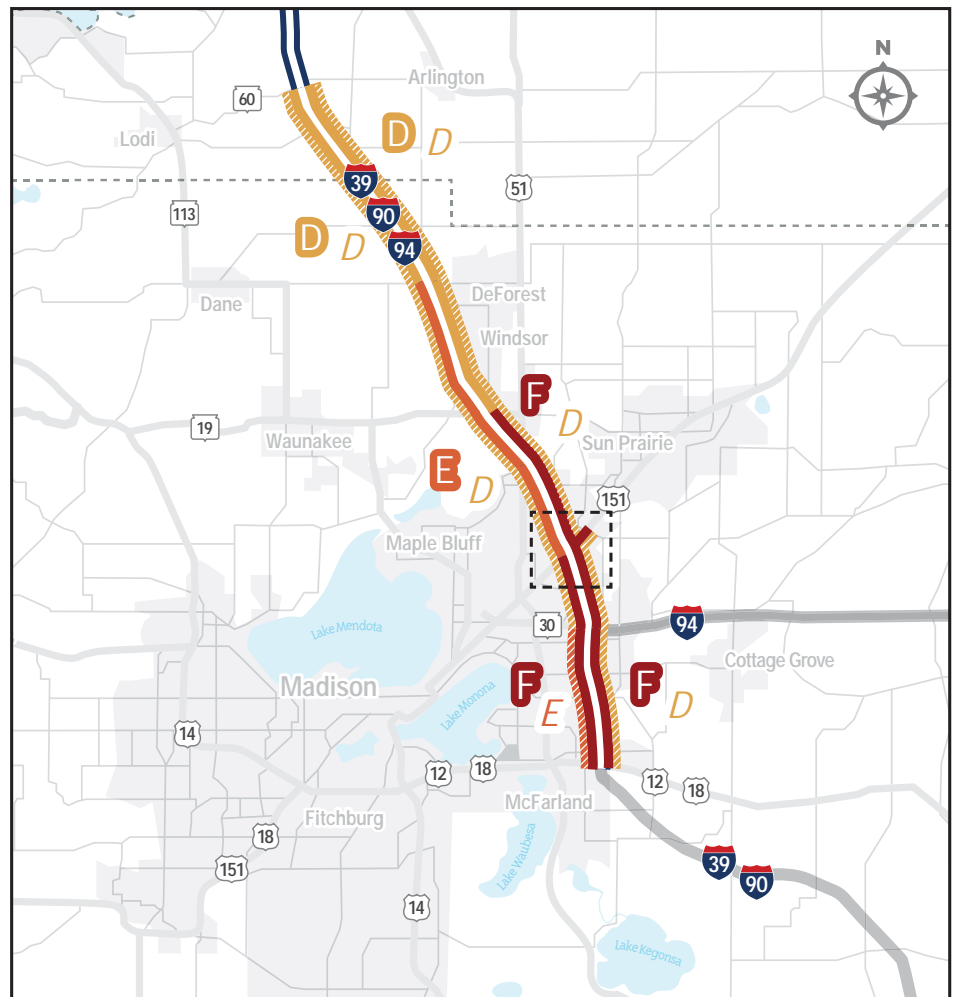 N
Arlington
60
Lodi
D
D
39
51
90
113
D
D
94
Dane
DeForest
Windsor
F
D
19
Waunakee
Sun Prairie
E
D
151
Maple Bluff
Lake Mendota
30
94
Cottage Grove
Madison
Lake Monona
F
E
F
D
14
12
18
12
18
McFarland
Fitchburg
18
151
Lake Waubesa
39
90
14
Lake Kegonsa